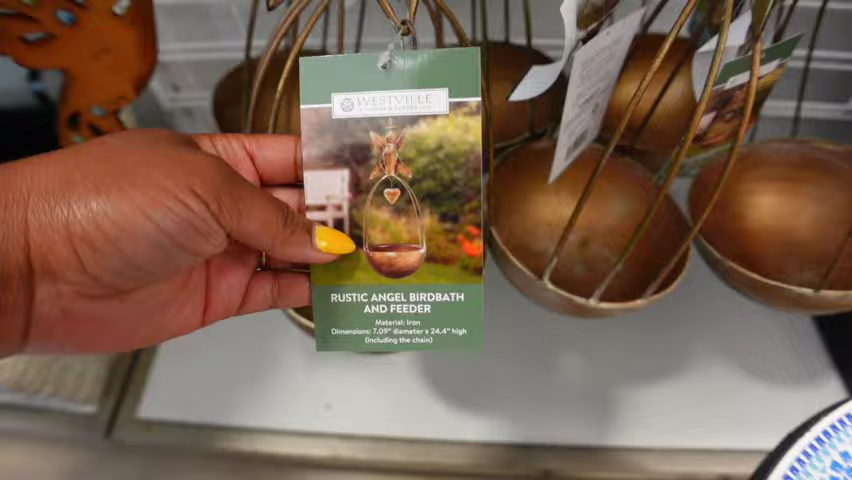 WESTVILLE
RUSTIC ANGEL BIRDBATH
AND FEEDER
Material: Iron
Dimensions: 7.09" diameter x 24.4" high
(including the chain)